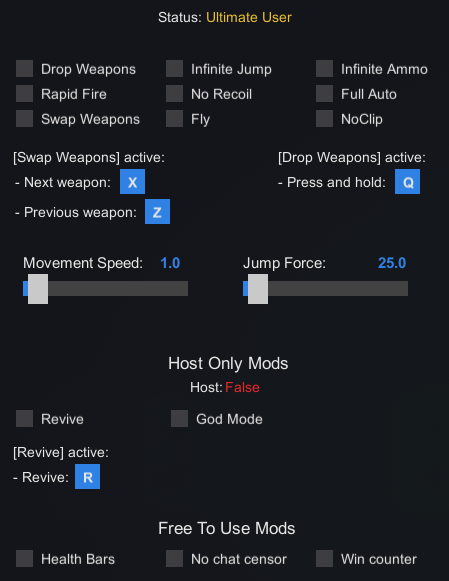 Status: Ultimate User
Drop Weapons Infinite Jump Infinite Ammo
Rapid Fire No Recoil Full Auto
Swap Weapons Fly NoClip
[Swap Weapons] active: [Drop Weapons] active:
- Next weapon: X - Press and hold: Q
- Previous weapon: Z
Movement Speed: 1.0 Jump Force: 25.0
Host Only Mods
Host: False
Revive God Mode
[Revive] active:
- Revive: R
Free To Use Mods
Health Bars No chat censor Win counter